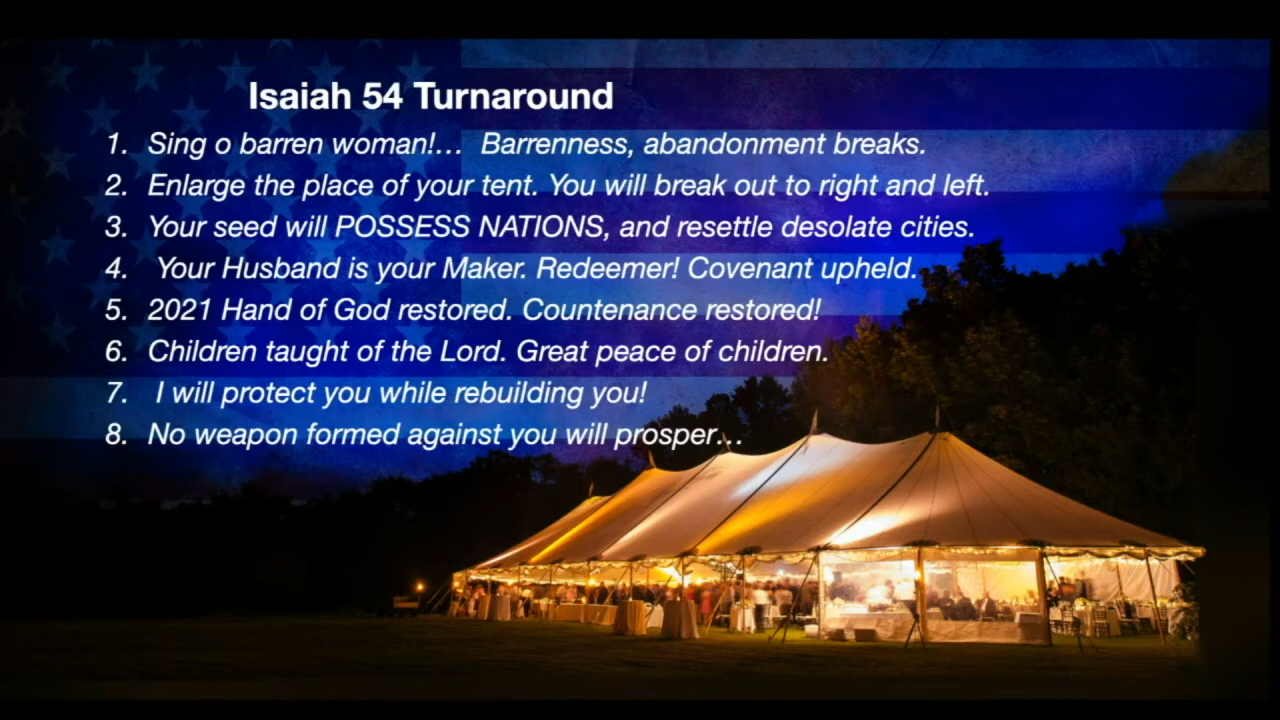 Isaiah 54 Turnaround
1. Sing o barren woman!... Barrenness, abandonment breaks.
2. Enlarge the place of your tent. You will break out to right and left.
3. Your seed will POSSESS NATIONS, and resettle desolate cities.
4. Your Husband is your Maker. Redeemer! Covenant upheld.
5. 2021 Hand of God restored. Countenance restored!
6. Children taught of the Lord. Great peace of children.
7. I will protect you while rebuilding you!
8. No weapon formed against you will prosper...